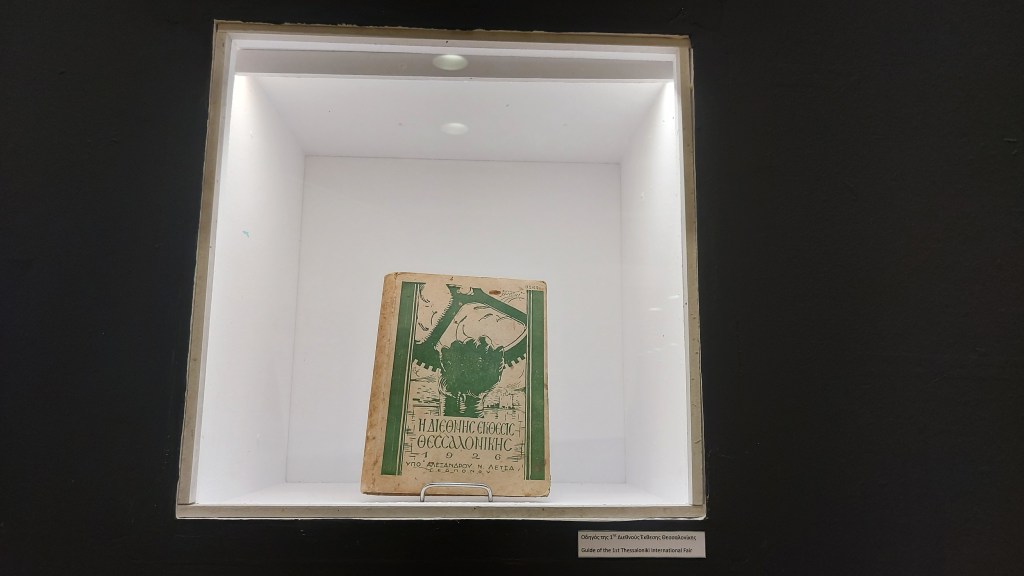 Η ΔΙΕΘΝΗΣ ΕΚΘΕΣΙΣ
ΘΕΣΣΑΛΟΝΙΚΗΣ
1926
ΥΠΟ ΑΛΕΞΑΝΔΡΟΥ Ν. ΛΕΤΣΑ
Οδηγός της 1ης Διεθνούς Έκθεσης Θεσσαλονίκης
Guide of the 1st Thessaloniki International Fair